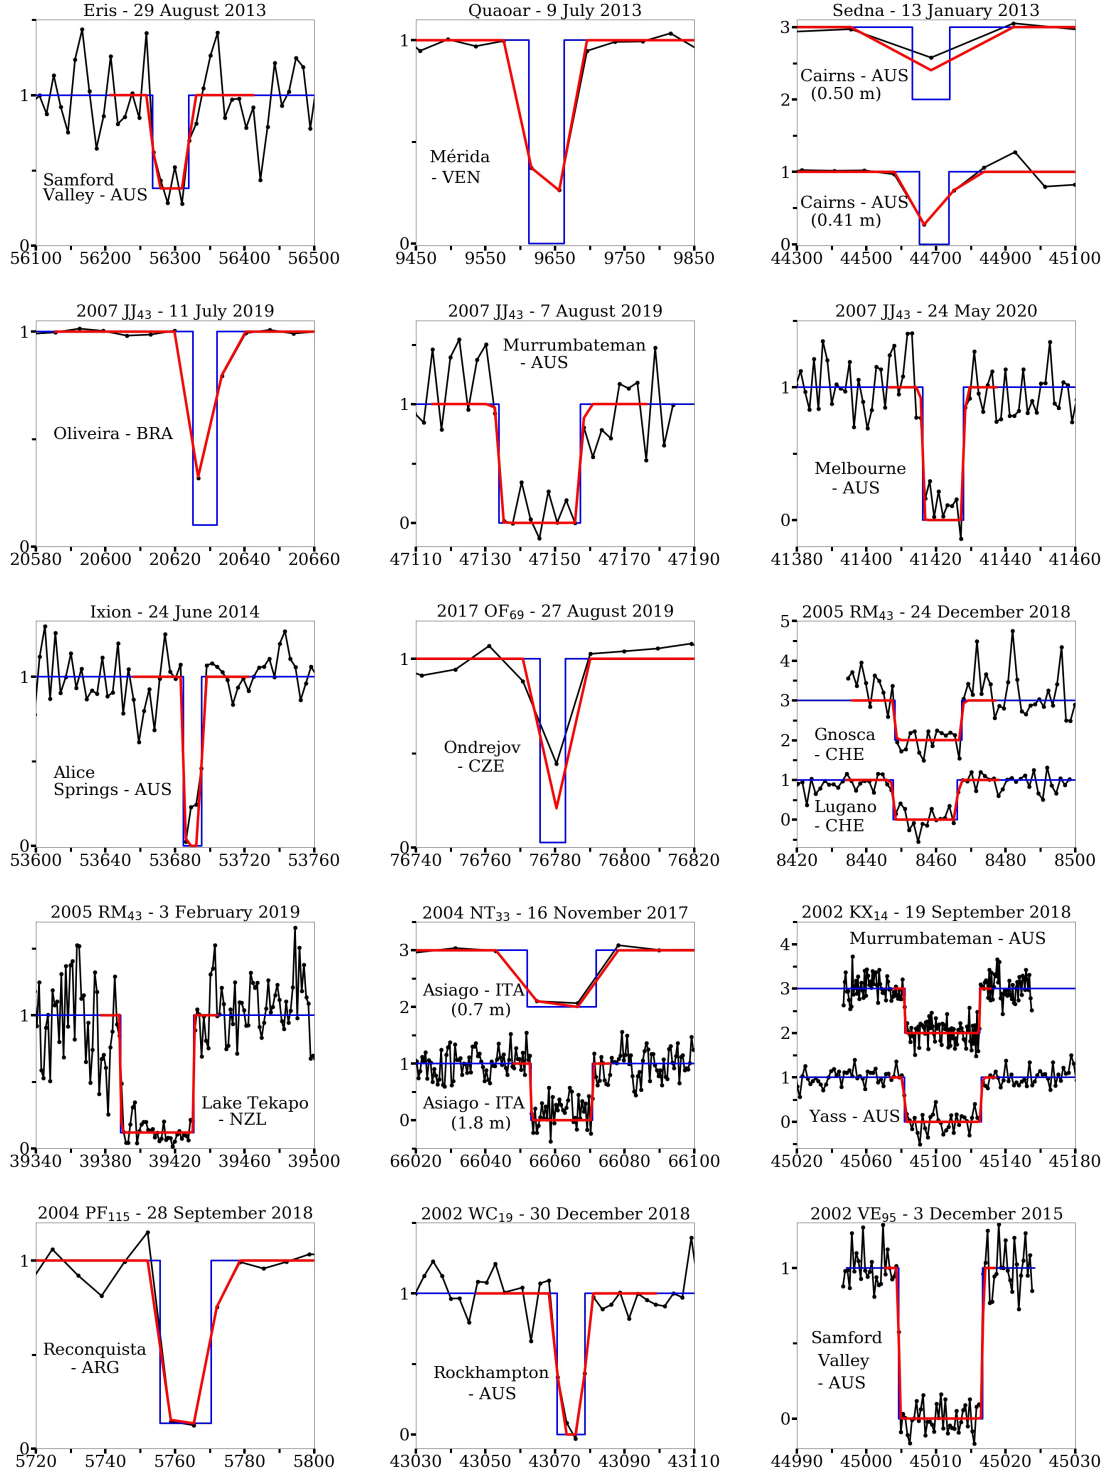 Eris - 29 August 2013
Quaoar - 9 July 2013
Sedna - 13 January 2013
1
0
Samford
Valley - AUS
56100 56200 56300 56400 56500
1
0
Mérida
- VEN
9450 9550 9650 9750 9850
3
2
1
0
Cairns - AUS
(0.50 m)
Cairns - AUS
(0.41 m)
44300 44500 44700 44900 45100
2007 JJ43 - 11 July 2019
2007 JJ43 - 7 August 2019
2007 JJ43 - 24 May 2020
1
0
Oliveira - BRA
20580 20600 20620 20640 20660
1
0
Murrumbateman
- AUS
47110 47130 47150 47170 47190
1
0
Melbourne
- AUS
41380 41400 41420 41440 41460
Ixion - 24 June 2014
2017 OF69 - 27 August 2019
2005 RM43 - 24 December 2018
1
0
Alice
Springs - AUS
53600 53640 53680 53720 53760
1
0
Ondrejov
- CZE
76740 76760 76780 76800 76820
5
4
3
2
1
0
Gnosca
- CHE
Lugano
- CHE
8420 8440 8460 8480 8500
2005 RM43 - 3 February 2019
2004 NT33 - 16 November 2017
2002 KX14 - 19 September 2018
1
0
Lake Tekapo
- NZL
39340 39380 39420 39460 39500
3
2
1
0
Asiago - ITA
(0.7 m)
Asiago - ITA
(1.8 m)
66020 66040 66060 66080 66100
4
3
2
1
0
Murrumbateman - AUS
Yass - AUS
45020 45060 45100 45140 45180
2004 PF115 - 28 September 2018
2002 WC19 - 30 December 2018
2002 VE95 - 3 December 2015
1
0
Reconquista
- ARG
5720 5740 5760 5780 5800
1
0
Rockhampton
- AUS
43030 43050 43070 43090 43110
1
0
Samford
Valley
- AUS
44990 45000 45010 45020 45030